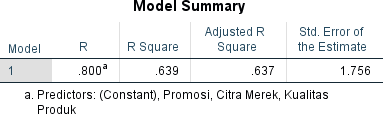 Model Summary
Model R R Square Adjusted R Square Std. Error of the Estimate
1 .800a .639 .637 1.756
a. Predictors: (Constant), Promosi, Citra Merek, Kualitas
Produk